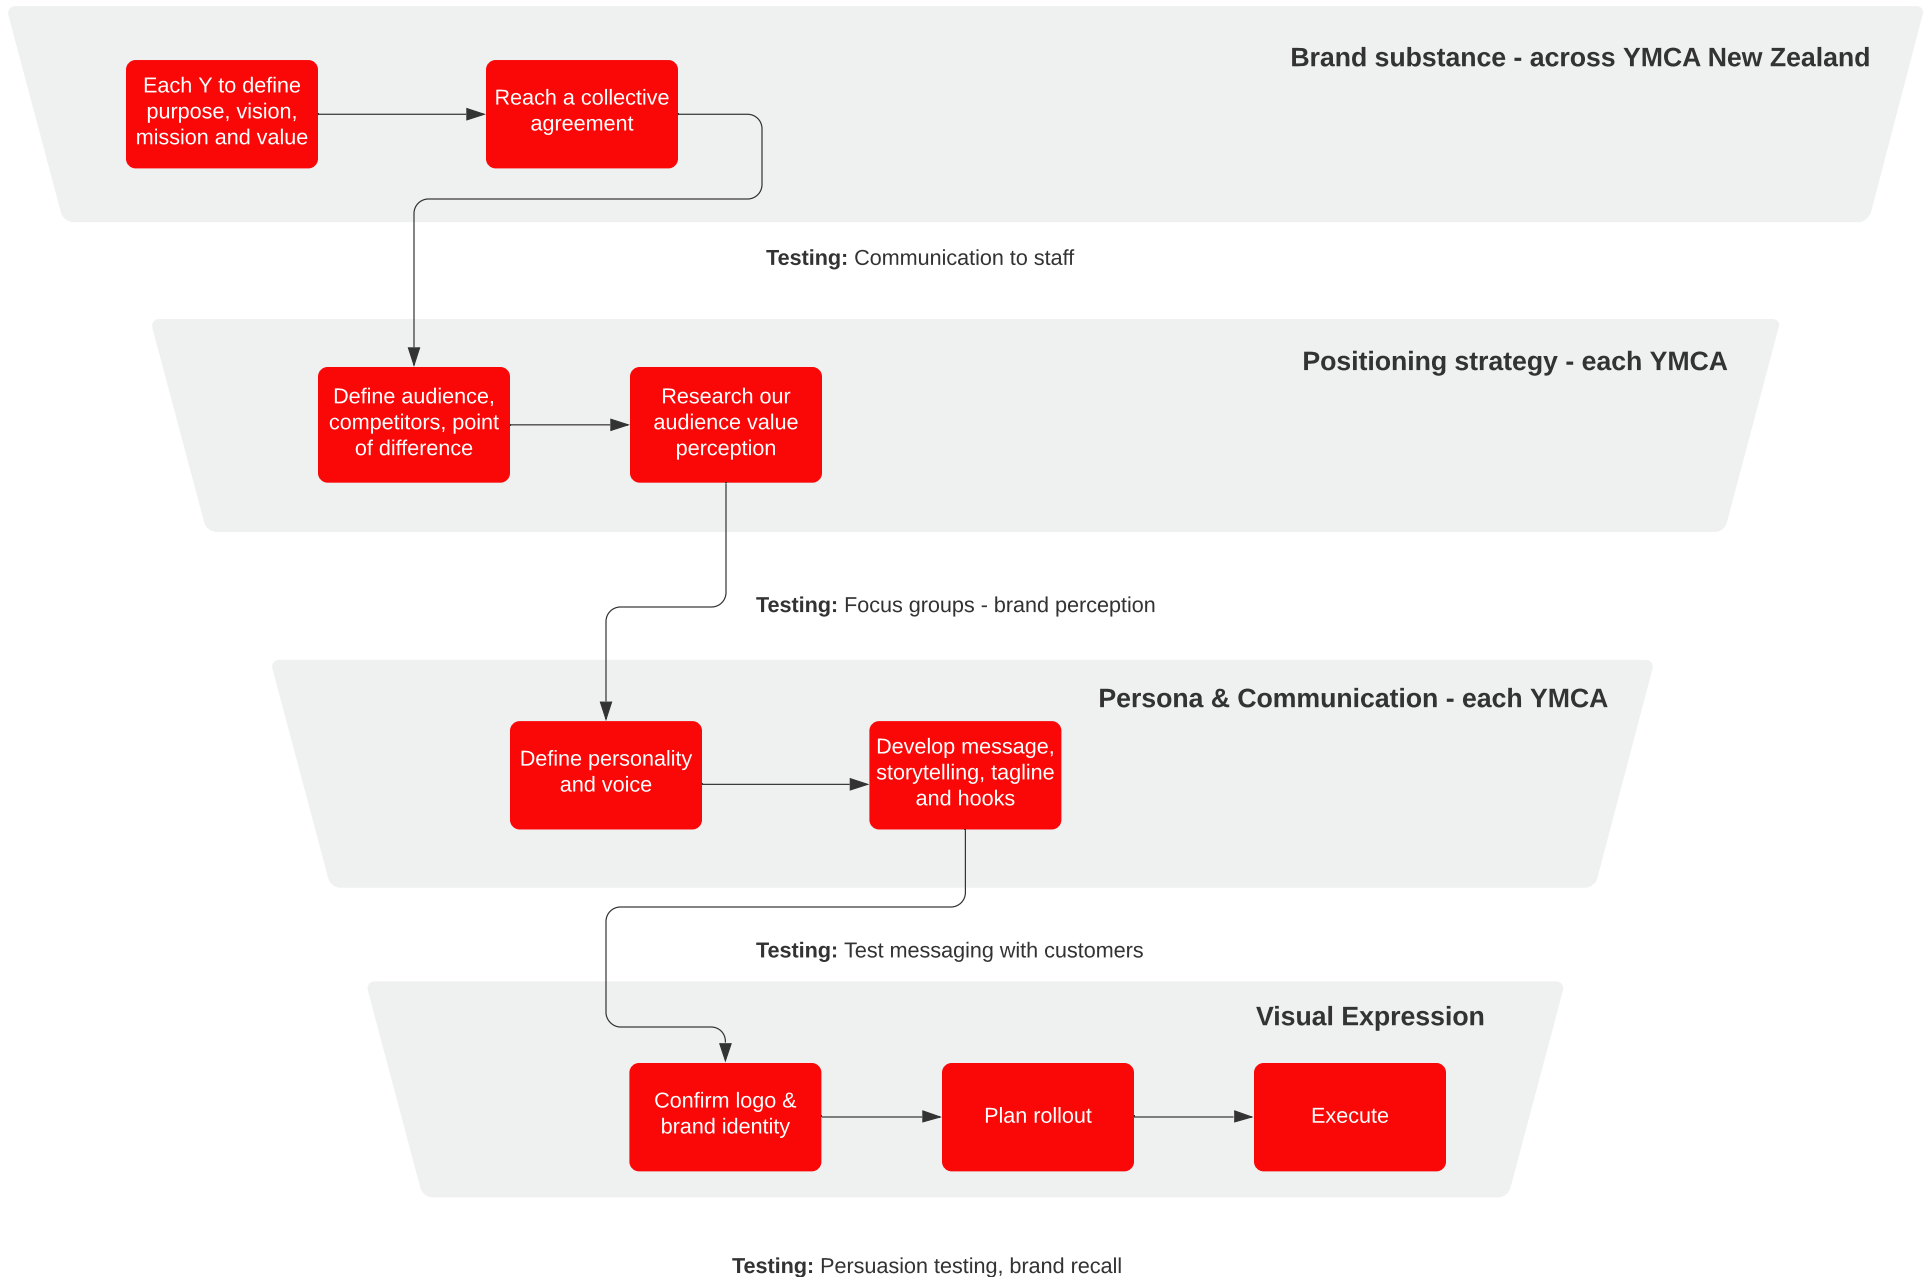 Brand substance - across YMCA New Zealand
Each Y to define
purpose, vision,
mission and value
Reach a collective
agreement
Testing: Communication to staff
Positioning strategy - each YMCA
Define audience,
competitors, point
of difference
Research our
audience value
perception
Testing: Focus groups - brand perception
Persona & Communication - each YMCA
Define personality
and voice
Develop message,
storytelling, tagline
and hooks
Testing: Test messaging with customers
Visual Expression
Confirm logo &
brand identity
Plan rollout
Execute
Testing: Persuasion testing, brand recall